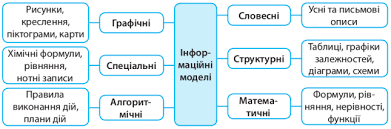 Рисунки,
креслення,
піктограми, карти
Графічні
Хімічні формули,
рівняння,
нотні записи
Спеціальні
Правила
виконання дій,
плани дій
Алгорит-
мічні
Інфор-
маційні
моделі
Словесні
Усні та письмові
описи
Структурні
Таблиці, графіки
залежностей,
діаграми, схеми
Матема-
тичні
Формули, рів-
няння, нерівності,
функції